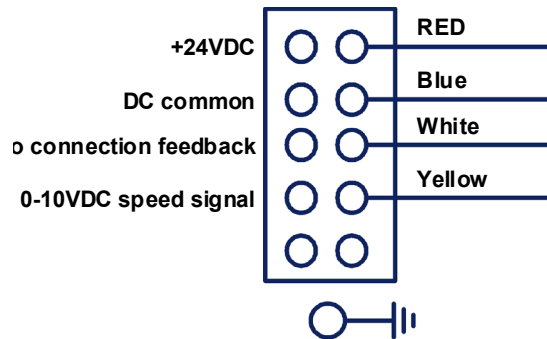 +24VDC
RED
DC common
Blue
connection feedback
White
0-10VDC speed signal
Yellow